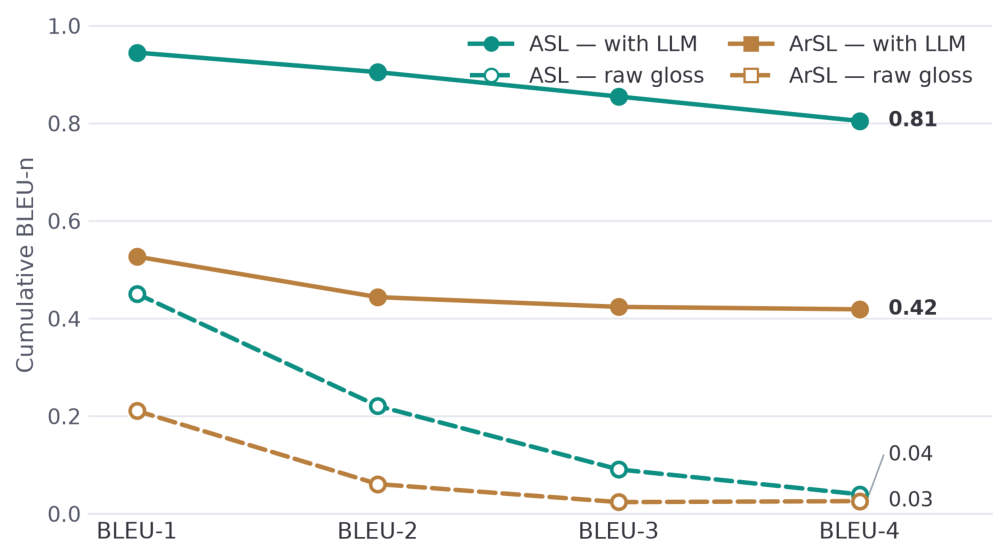 1.0
ASL — with LLM
ArSL — with LLM
ASL — raw gloss
ArSL — raw gloss
0.8
0.81
0.6
Cumulative BLEU-n
0.4
0.42
0.2
0.04
0.03
0.0
BLEU-1
BLEU-2
BLEU-3
BLEU-4